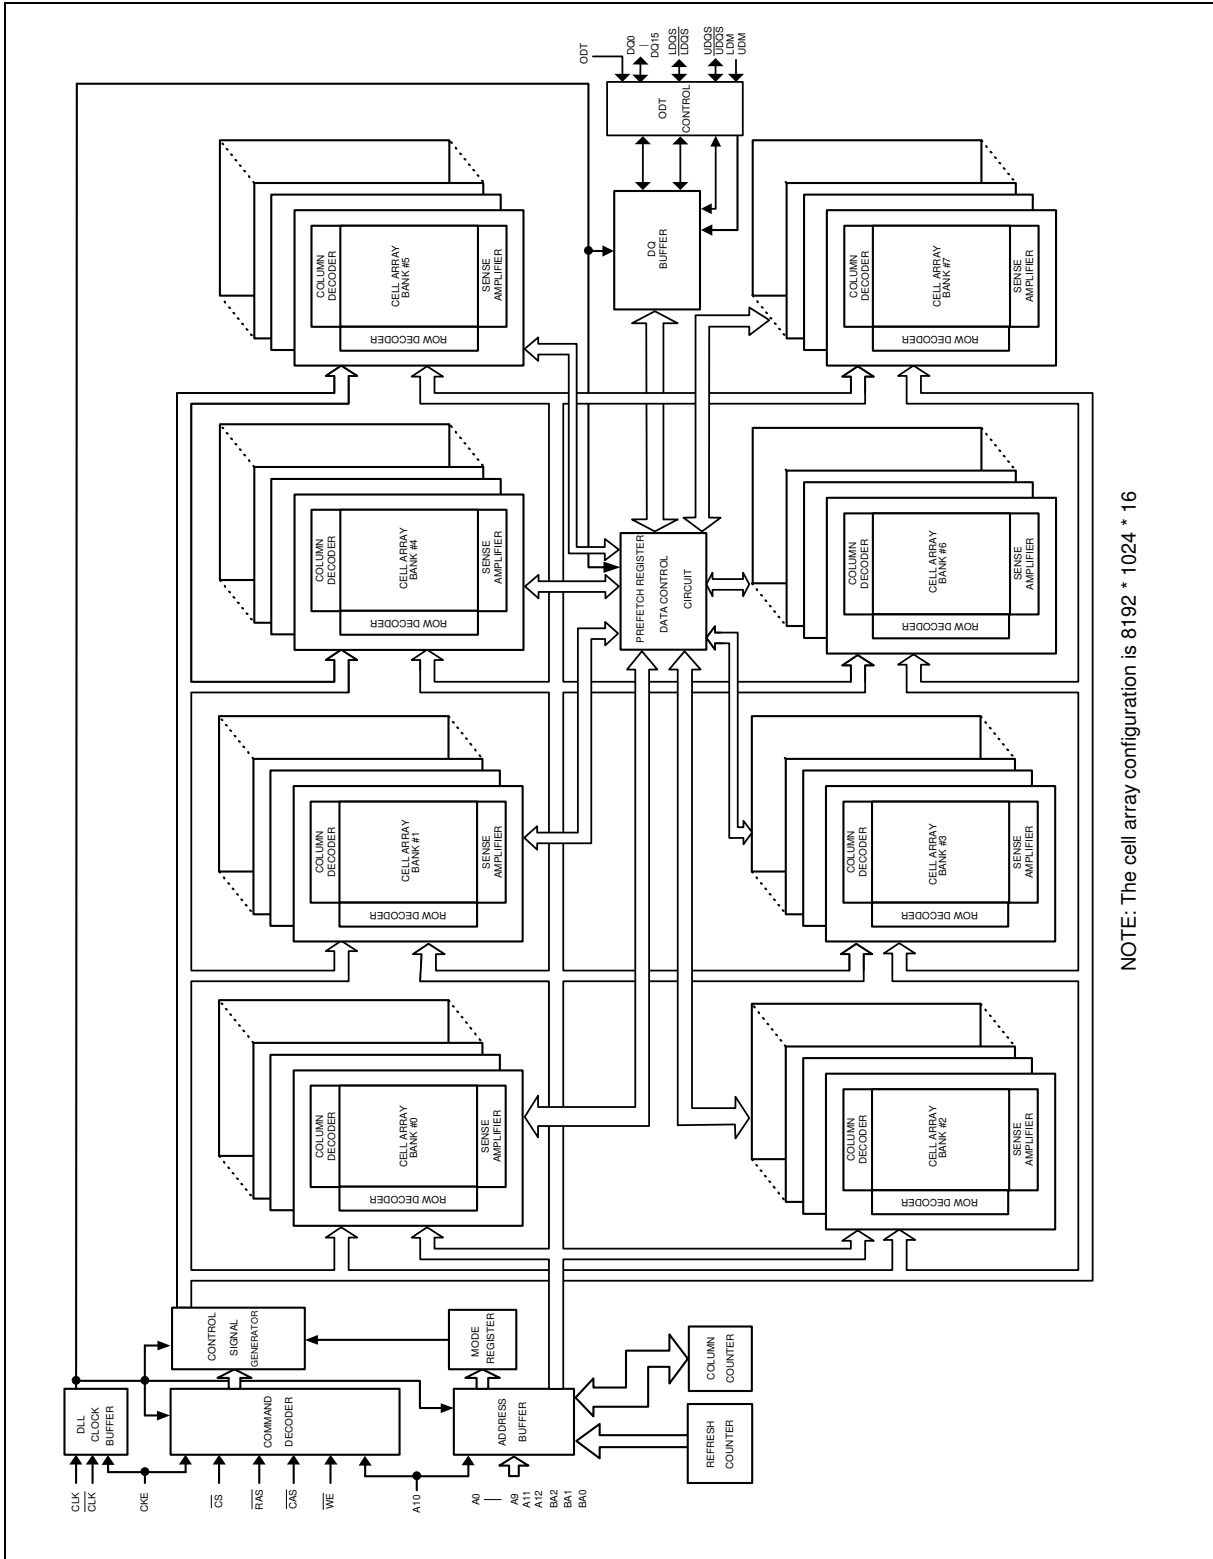 CLK
CLK
CKE
CS
RAS
CAS
WE
A10
A0
A9
A11
A12
BA2
BA1
BA0
DLL
CLOCK
BUFFER
COMMAND
DECODER
ADDRESS
BUFFER
REFRESH
COUNTER
COLUMN
COUNTER
CONTROL
SIGNAL
GENERATOR
MODE
REGISTER
COLUMN
DECODER
CELL ARRAY
BANK #0
SENSE
AMPLIFIER
ROW DECODER
COLUMN
DECODER
CELL ARRAY
BANK #1
SENSE
AMPLIFIER
ROW DECODER
COLUMN
DECODER
CELL ARRAY
BANK #4
SENSE
AMPLIFIER
ROW DECODER
COLUMN
DECODER
CELL ARRAY
BANK #5
SENSE
AMPLIFIER
ROW DECODER
PREFETCH REGISTER
DATA CONTROL
CIRCUIT
DQ
BUFFER
ODT
CONTROL
ODT
DQ0
DQ15
LDQS
LDQS
UDQS
UDQS
LDM
UDM
COLUMN
DECODER
CELL ARRAY
BANK #2
SENSE
AMPLIFIER
ROW DECODER
COLUMN
DECODER
CELL ARRAY
BANK #3
SENSE
AMPLIFIER
ROW DECODER
COLUMN
DECODER
CELL ARRAY
BANK #6
SENSE
AMPLIFIER
ROW DECODER
COLUMN
DECODER
CELL ARRAY
BANK #7
SENSE
AMPLIFIER
ROW DECODER
NOTE: The cell array configuration is 8192 * 1024 * 16